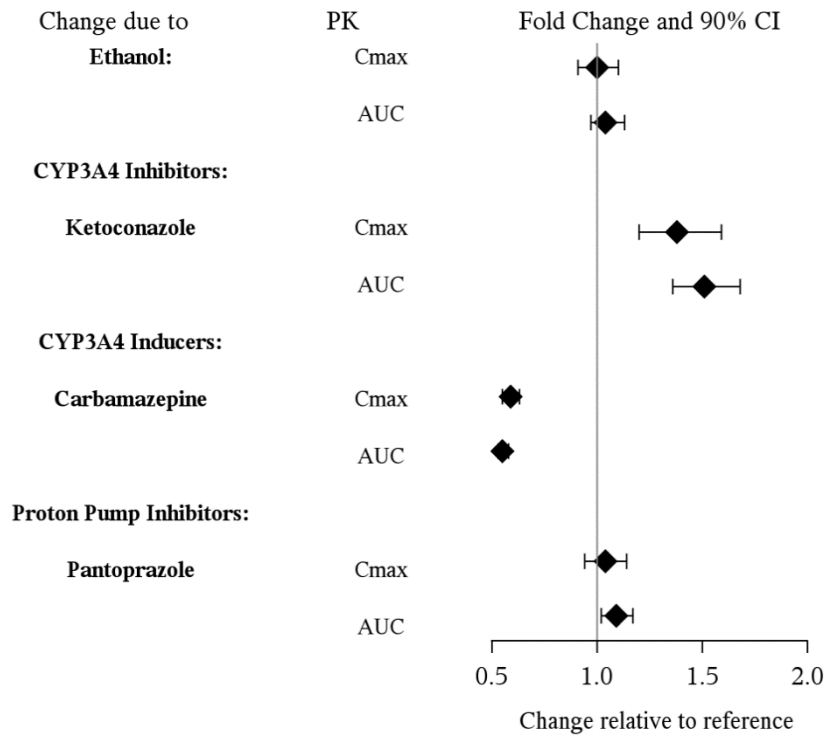 Change due to PK Fold Change and 90% CI
Ethanol: Cmax
AUC
CYP3A4 Inhibitors:
Ketoconazole Cmax
AUC
CYP3A4 Inducers:
Carbamazepine Cmax
AUC
Proton Pump Inhibitors:
Pantoprazole Cmax
AUC
0.5 1.0 1.5 2.0
Change relative to reference